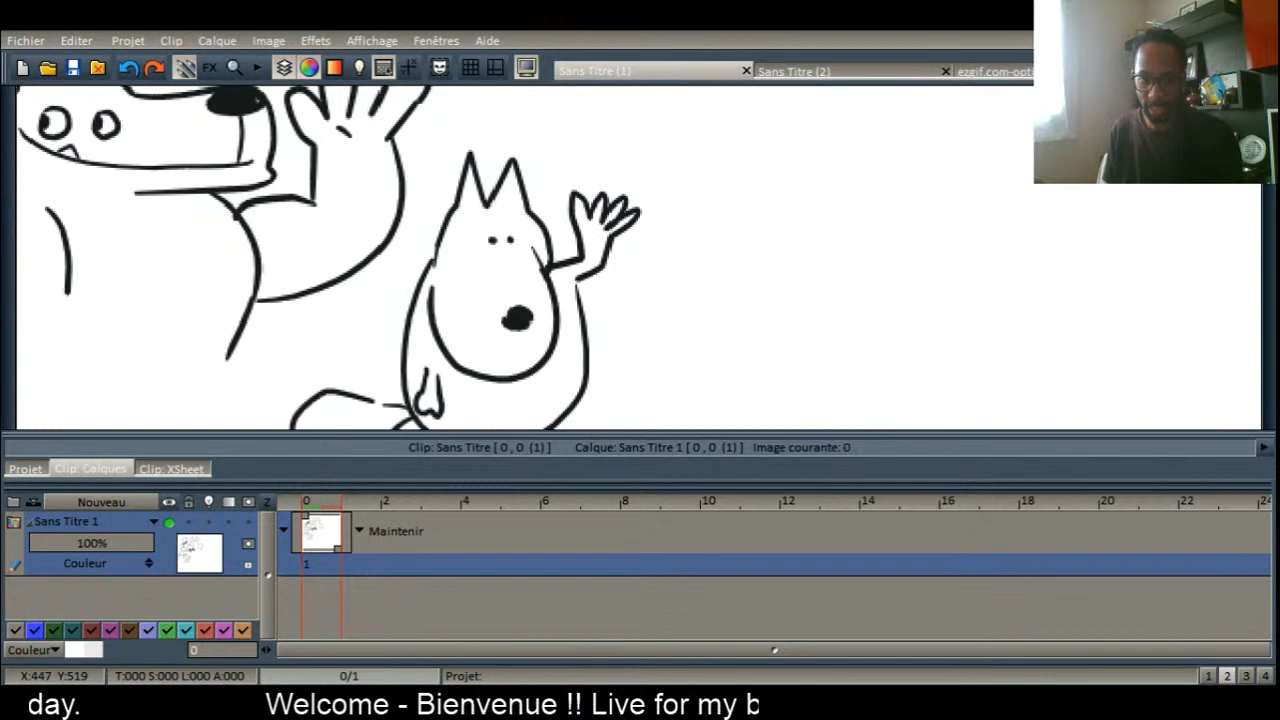 Fichier Editer Projet Clip Calque Image Effets Affichage Fenêtres Aide
FX Sans Titre (1) Sans Titre (2) ezgif.com-opti
Clip: Sans Titre [ 0 , 0 (1) ] Calque: Sans Titre 1 [ 0 , 0 (1) ] Image courante: 0
Projet Clip: Calques Clip: XSheet
Nouveau Z 0 2 4 6 8 10 12 14 16 18 20 22 24
Sans Titre 1 Maintenir
100%
Couleur 1
Couleur 0
X:447 Y:519 T:000 S:000 L:000 A:000 0/1 Projet: 1 2 3 4
day. Welcome - Bienvenue !! Live for my b